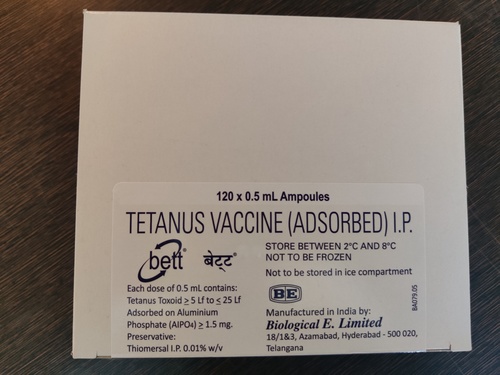 120 x 0.5 mL Ampoules
TETANUS VACCINE (ADSORBED) I.P.
bett बेट्ट
STORE BETWEEN 2°C AND 8°C
NOT TO BE FROZEN
Not to be stored in ice compartment
Each dose of 0.5 mL contains:
Tetanus Toxoid ≥ 5 Lf to ≤ 25 Lf
Adsorbed on Aluminium
Phosphate (AlPO₄) ≥ 1.5 mg.
Preservative:
Thiomersal I.P. 0.01% w/v
BE
Manufactured in India by:
Biological E. Limited
18/1&3, Azamabad, Hyderabad - 500 020,
Telangana
BA079.05